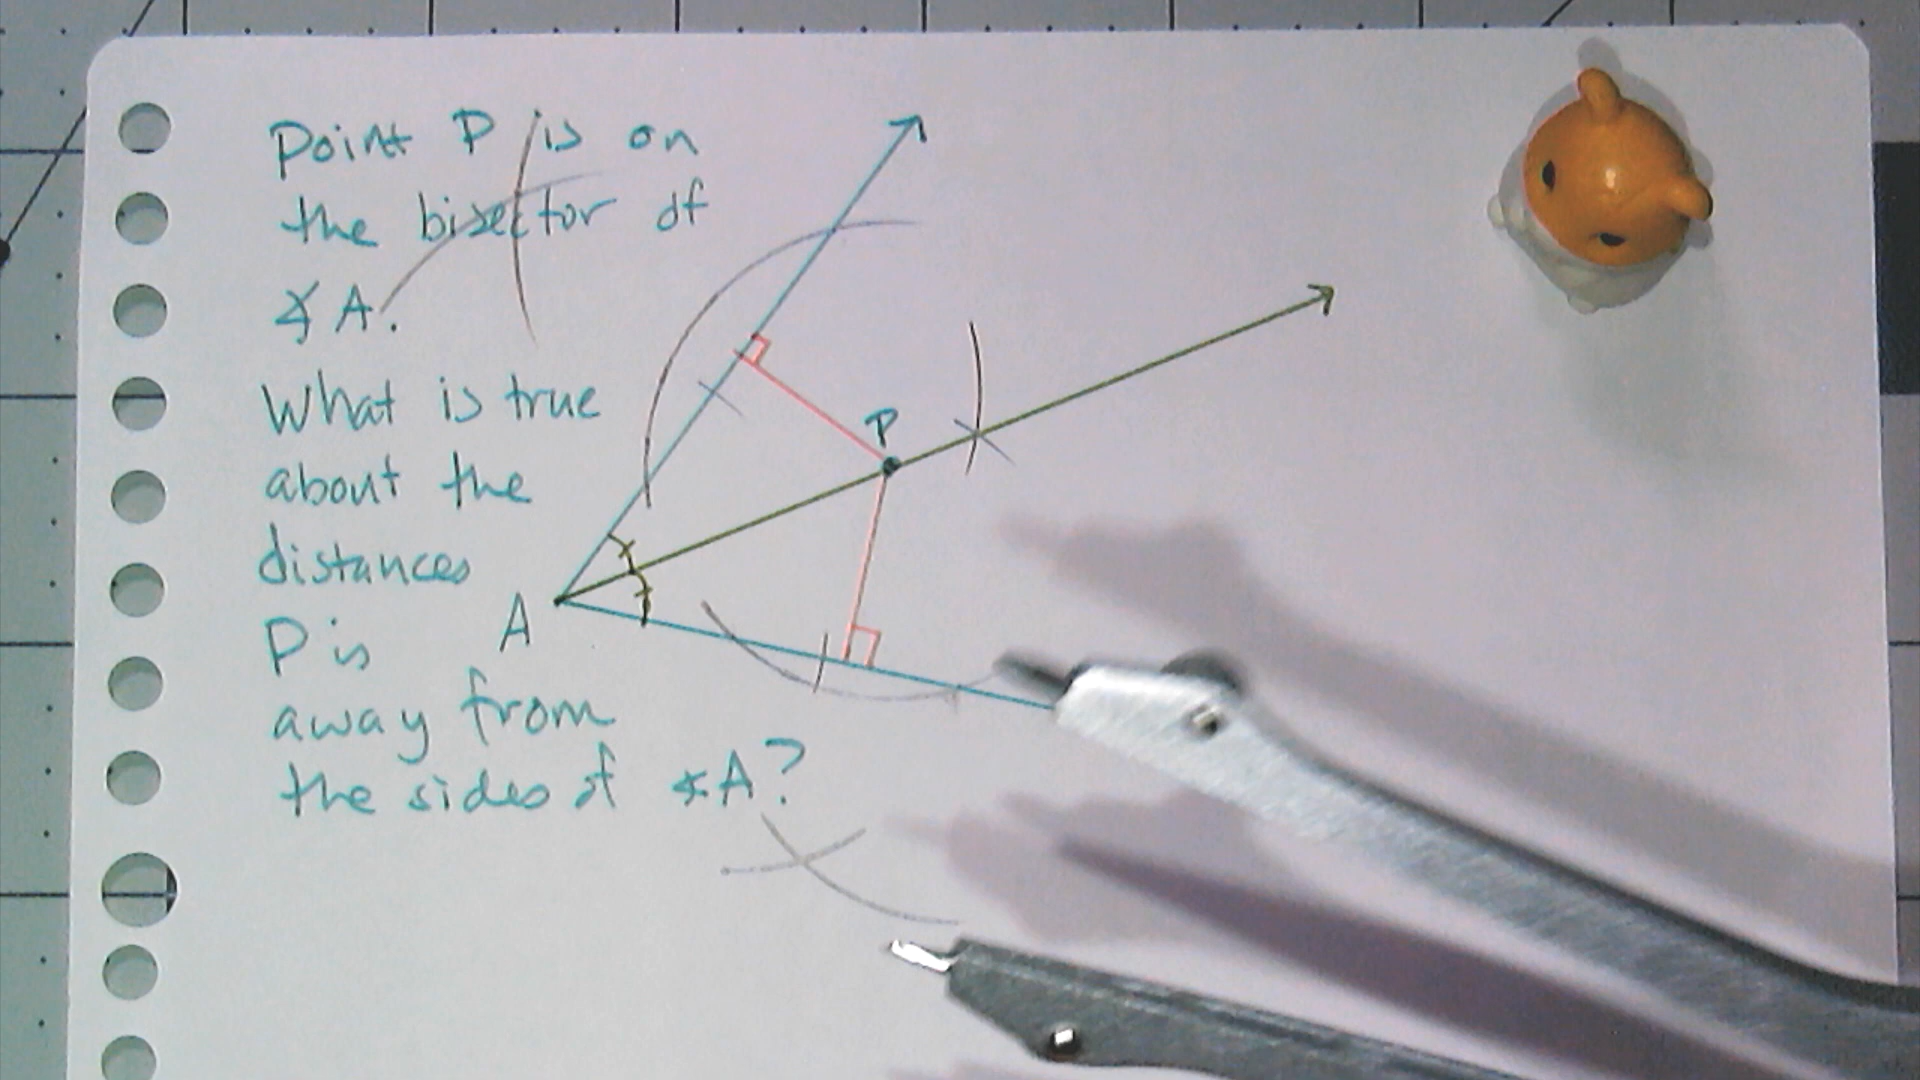 Point P is on
the bisector of
∡A.
What is true
about the
distances
P is
away from
the sides of ∡A?
P
A